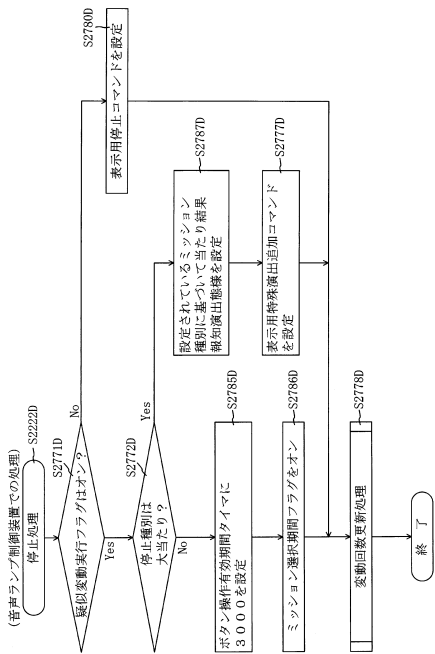 (音声ランプ制御装置での処理)
停止処理
S2222D
S2771D
疑似変動実行フラグはオン?
No
Yes
S2780D
表示用停止コマンドを設定
S2772D
停止種別は
大当たり?
Yes
No
S2787D
設定されているミッション
種別に基づいて当たり結果
報知演出態様を設定
S2777D
表示用特殊演出追加コマンド
を設定
S2785D
ボタン操作有効期間タイマに
3000を設定
S2786D
ミッション選択期間フラグをオン
S2778D
変動回数更新処理
終了